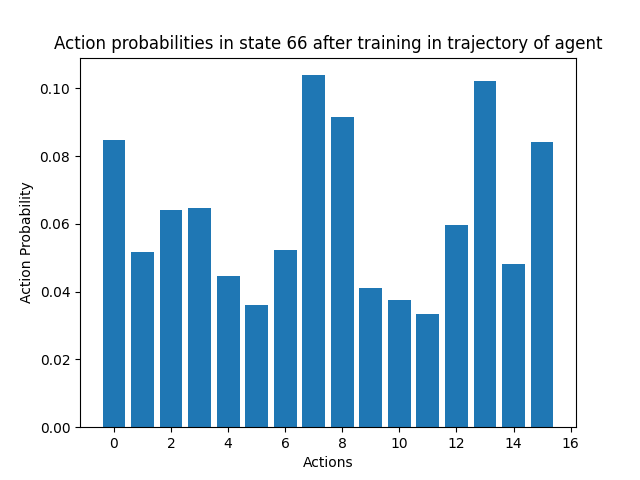 Action probabilities in state 66 after training in trajectory of agent
0.10
0.08
0.06
0.04
0.02
0.00
Action Probability
0 2 4 6 8 10 12 14 16
Actions